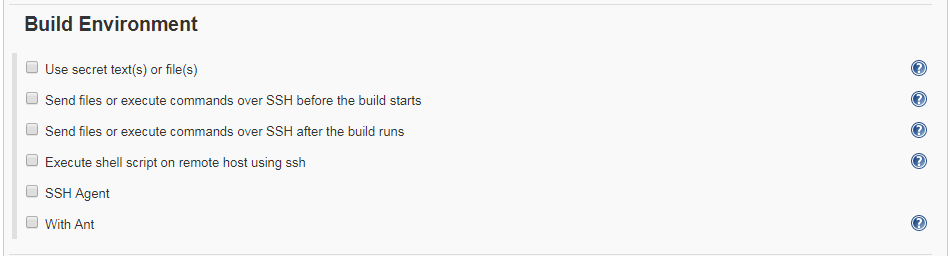 Build Environment
Use secret text(s) or file(s)
Send files or execute commands over SSH before the build starts
Send files or execute commands over SSH after the build runs
Execute shell script on remote host using ssh
SSH Agent
With Ant